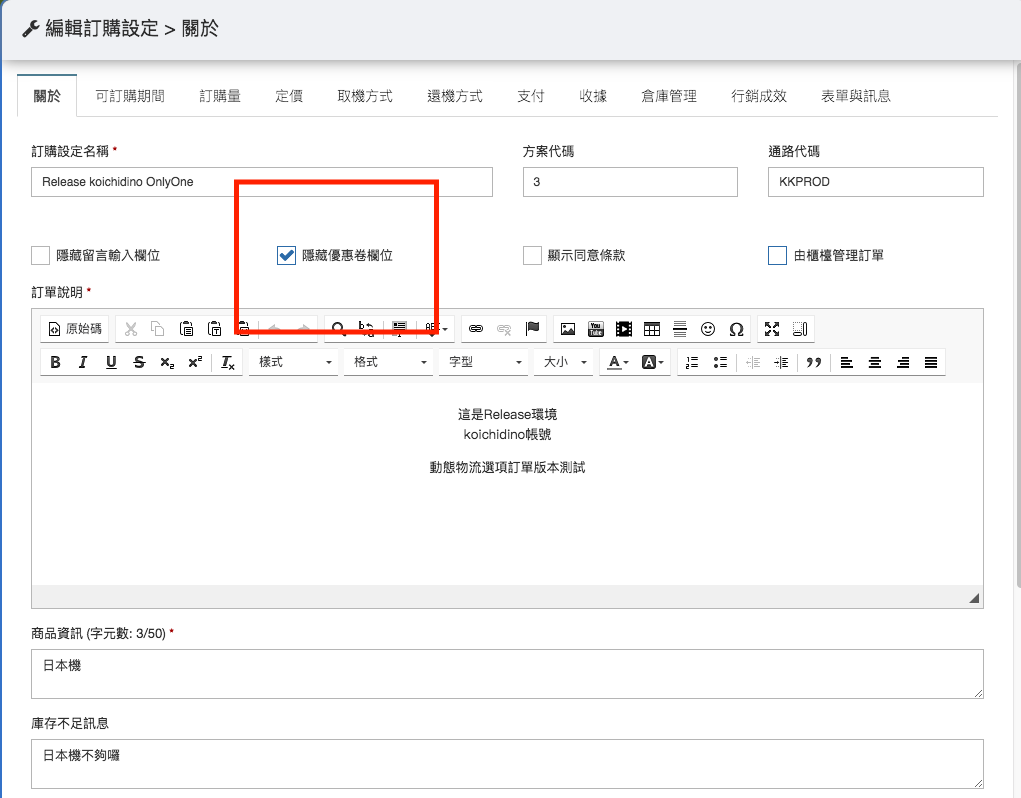 編輯訂購設定 > 關於
關於 可訂購期間 訂購量 定價 取機方式 還機方式 支付 收據 倉庫管理 行銷成效 表單與訊息
訂購設定名稱 * 方案代碼 通路代碼
Release koichidino OnlyOne 3 KKPROD
隱藏留言輸入欄位 隱藏優惠卷欄位 顯示同意條款 由櫃檯管理訂單
訂單說明 *
原始碼
B I U S x₂ x² Tx 樣式 格式 字型 大小 A A
這是Release環境
koichidino帳號
動態物流選項訂單版本測試
商品資訊 (字元數: 3/50) *
日本機
庫存不足訊息
日本機不夠囉